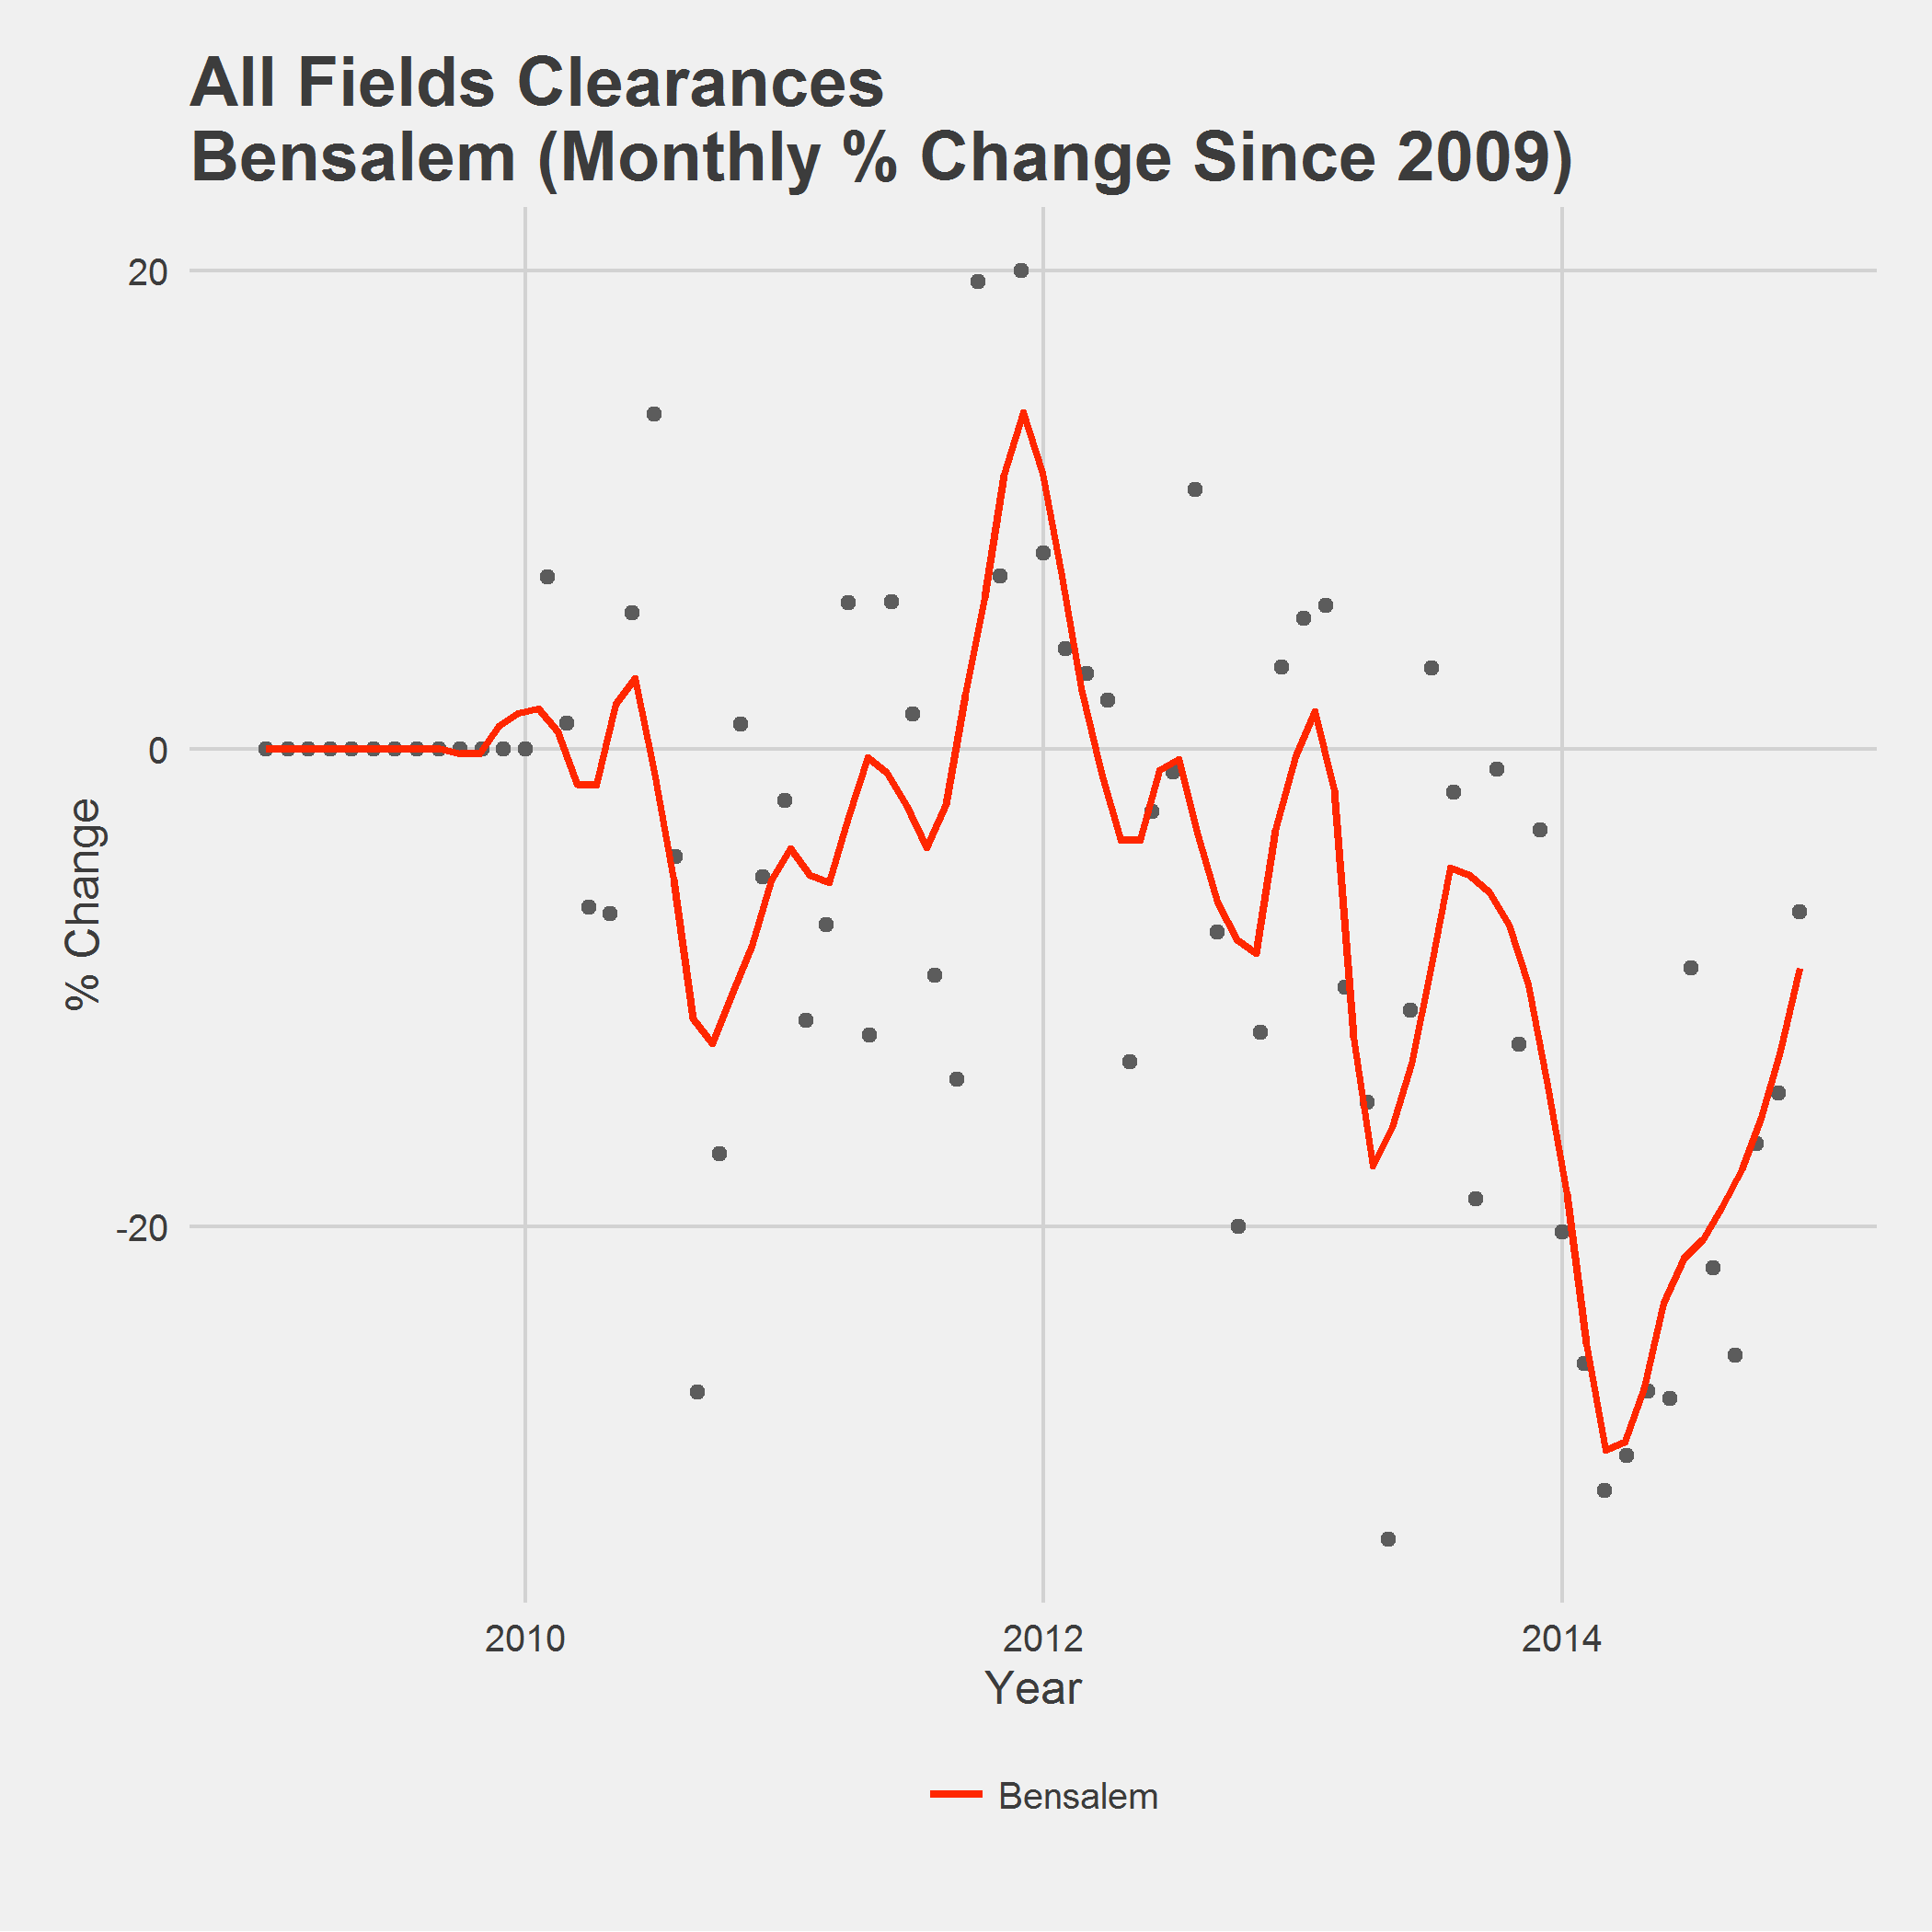 All Fields Clearances
Bensalem (Monthly % Change Since 2009)
20
0
-20
% Change
2010 2012 2014
Year
Bensalem